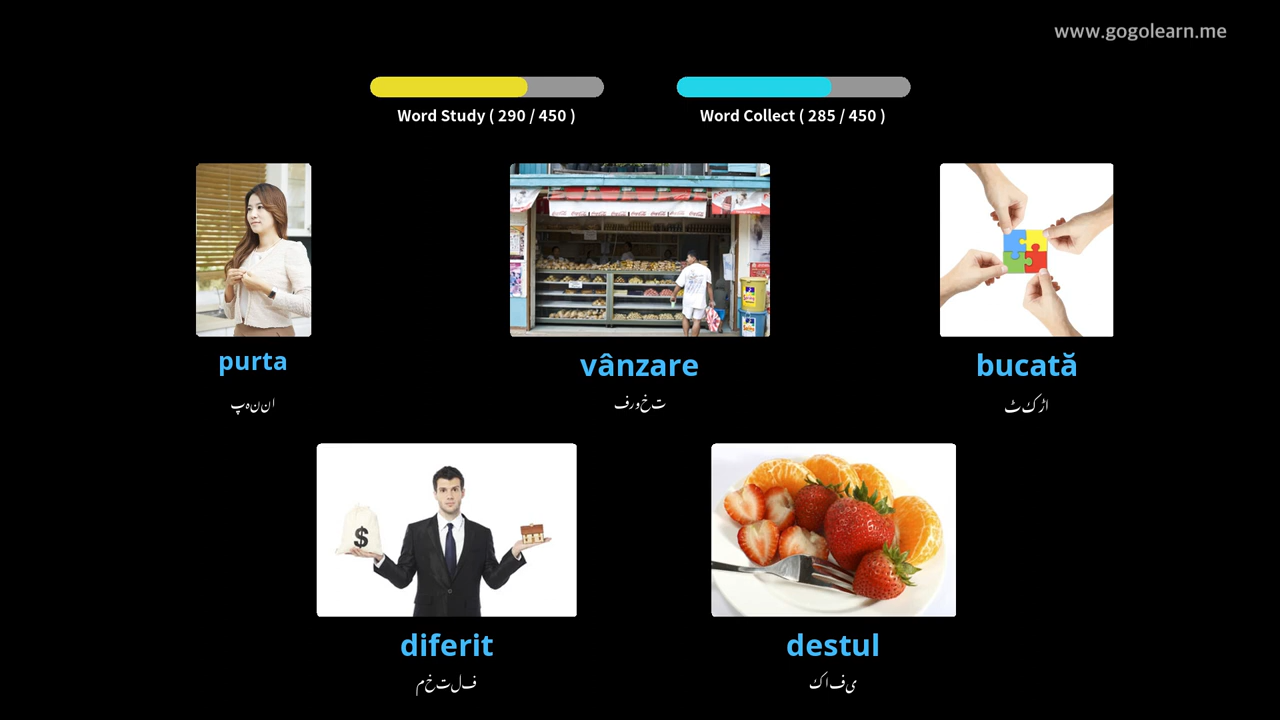 www.gogolearn.me
Word Study ( 290 / 450 )
Word Collect ( 285 / 450 )
purta
پہننا
vânzare
فروخت
bucată
ٹکڑا
diferit
مختلف
destul
کافی